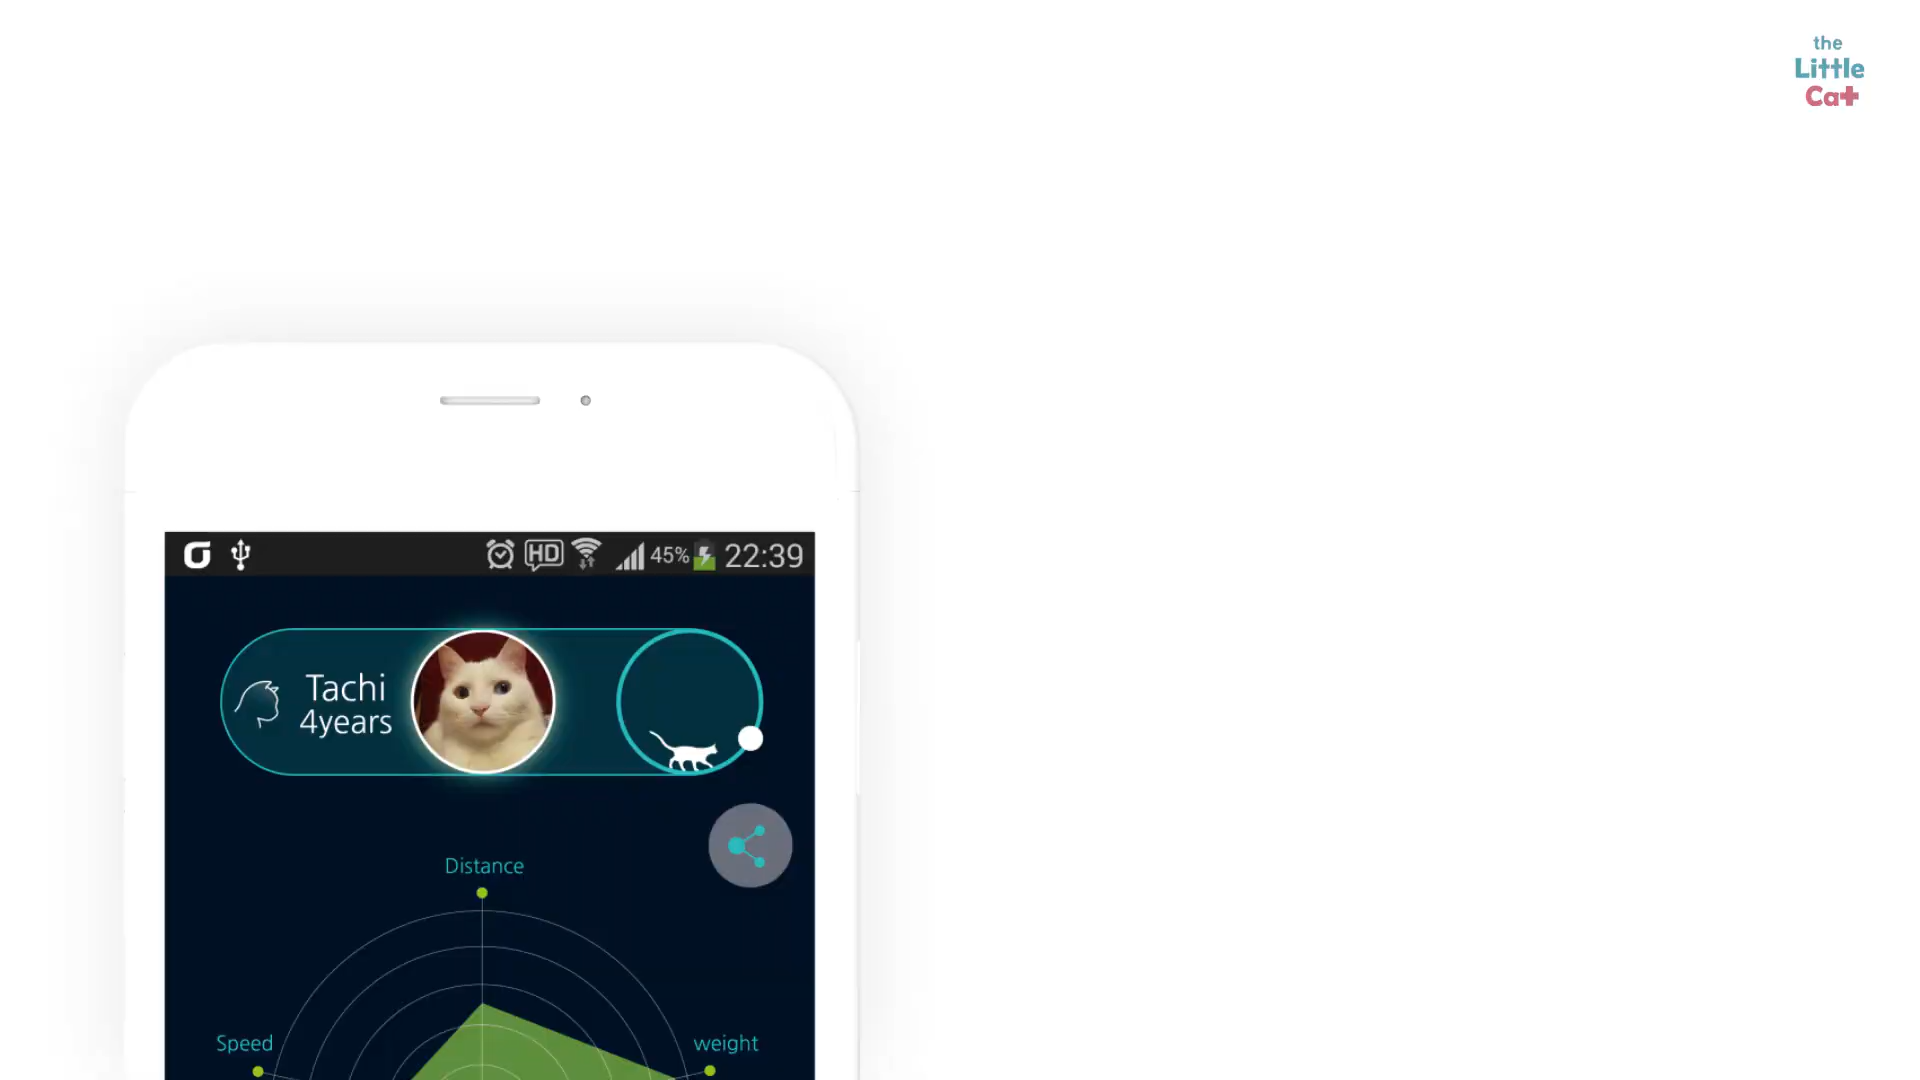 the
Little
Cat
HD
45%
22:39
Tachi
4years
Distance
Speed
weight